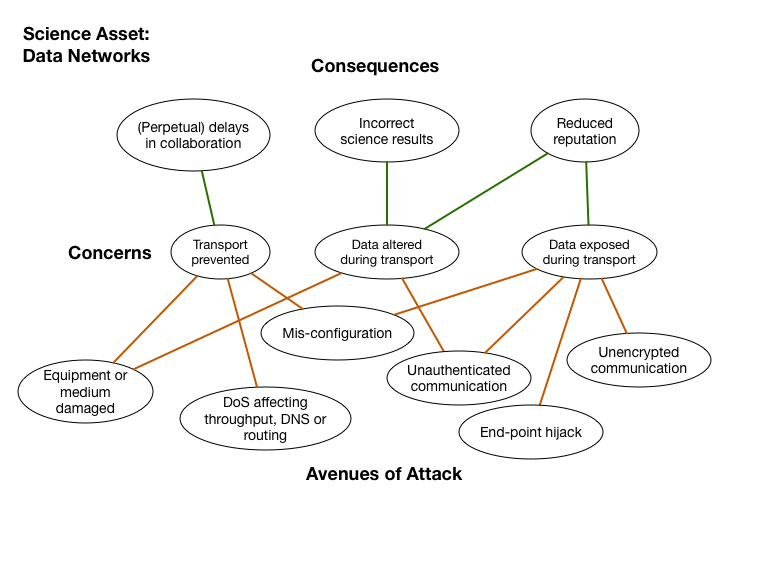 Science Asset:
Data Networks
Consequences
(Perpetual) delays
in collaboration
Incorrect
science results
Reduced
reputation
Concerns
Transport
prevented
Data altered
during transport
Data exposed
during transport
Mis-configuration
Unencrypted
communication
Equipment or
medium
damaged
Unauthenticated
communication
DoS affecting
throughput, DNS or
routing
End-point hijack
Avenues of Attack